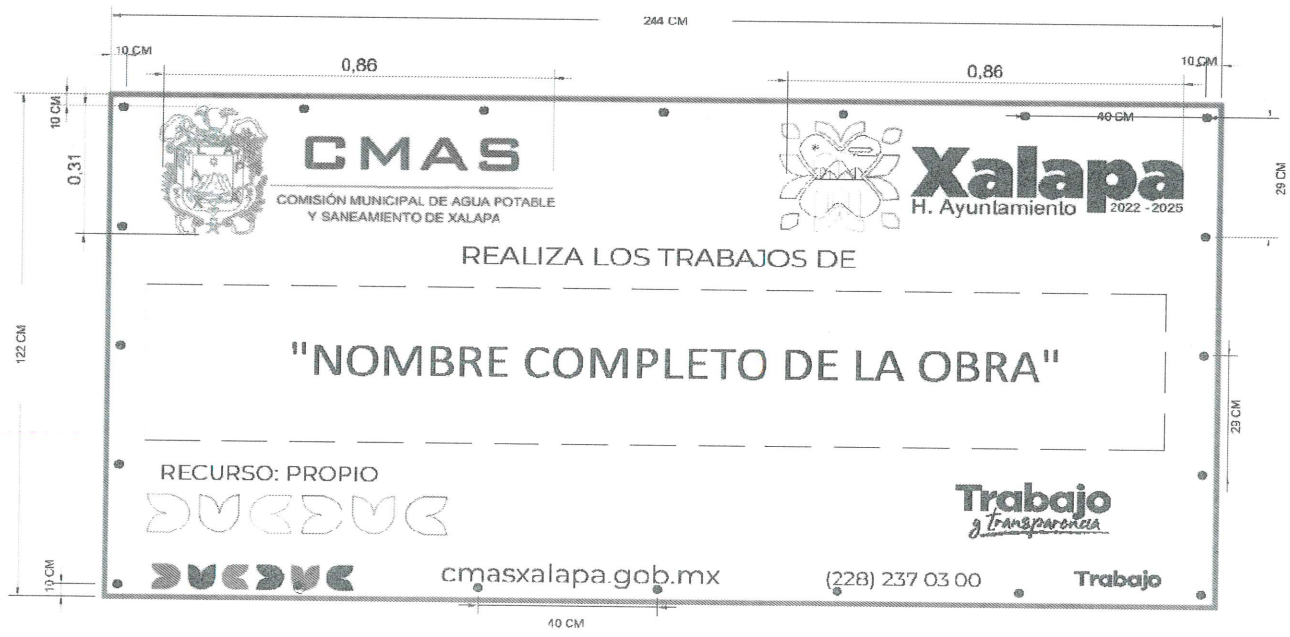 244 CM
10 CM
0,86
0,86
10 CM
10 CM
40 CM
0,31
29 CM
CMAS
COMISIÓN MUNICIPAL DE AGUA POTABLE
Y SANEAMIENTO DE XALAPA
Xalapa
H. Ayuntamiento 2022 - 2025
REALIZA LOS TRABAJOS DE
122 CM
"NOMBRE COMPLETO DE LA OBRA"
29 CM
RECURSO: PROPIO
Trabajo
y transparencia
10 CM
cmasxalapa.gob.mx
(228) 237 03 00
Trabajo
40 CM